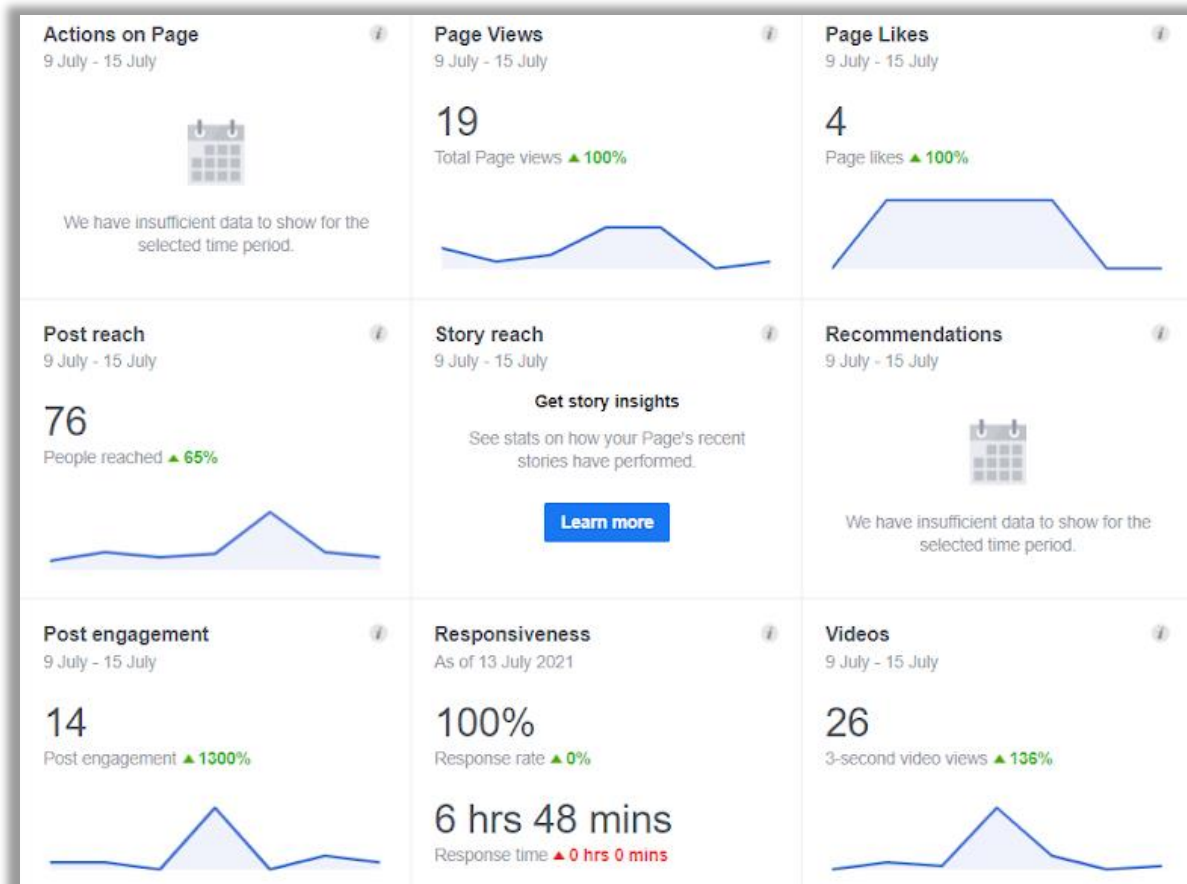 Actions on Page
9 July - 15 July
We have insufficient data to show for the
selected time period.
Page Views
9 July - 15 July
19
Total Page views ▲ 100%
Page Likes
9 July - 15 July
4
Page likes ▲ 100%
Post reach
9 July - 15 July
76
People reached ▲ 65%
Story reach
9 July - 15 July
Get story insights
See stats on how your Page's recent
stories have performed.
Learn more
Recommendations
9 July - 15 July
We have insufficient data to show for the
selected time period.
Post engagement
9 July - 15 July
14
Post engagement ▲ 1300%
Responsiveness
As of 13 July 2021
100%
Response rate ▲ 0%
6 hrs 48 mins
Response time ▲ 0 hrs 0 mins
Videos
9 July - 15 July
26
3-second video views ▲ 136%